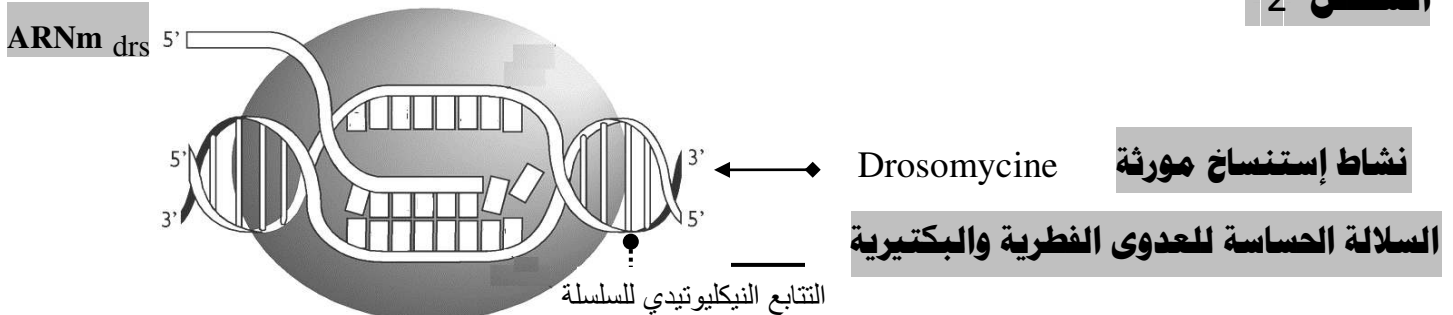 2
ARNm drs 5'
5' 3'
Drosomycine نشاط إستنساخ مورثة
3' 5'
السلالة الحساسة للعدوى الفطرية والبكتيرية
التتابع النيكليوتيدي للسلسلة